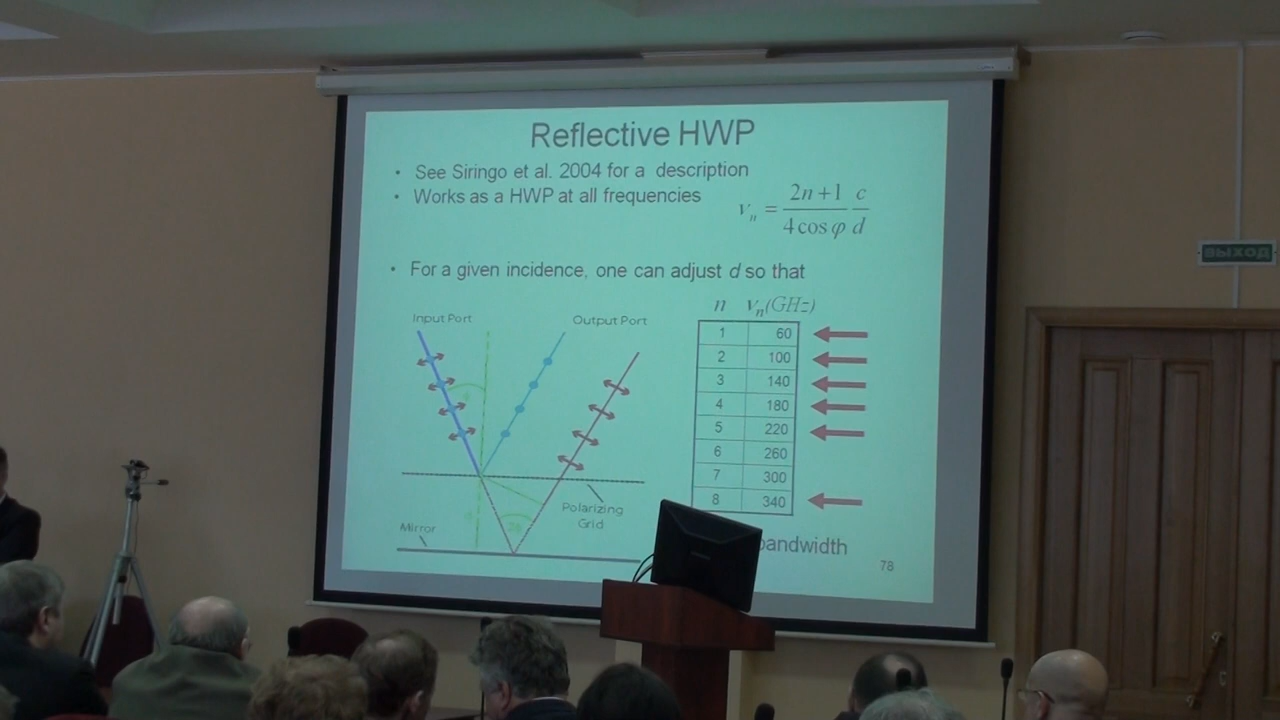 Reflective HWP
• See Siringo et al. 2004 for a description
• Works as a HWP at all frequencies
ν_n = (2n+1)/(4 cos φ) c/d
• For a given incidence, one can adjust d so that
Input Port
Output Port
Polarizing
Grid
Mirror
n ν_n(GHz)
1 60
2 100
3 140
4 180
5 220
6 260
7 300
8 340
bandwidth
78
ВЫХОД